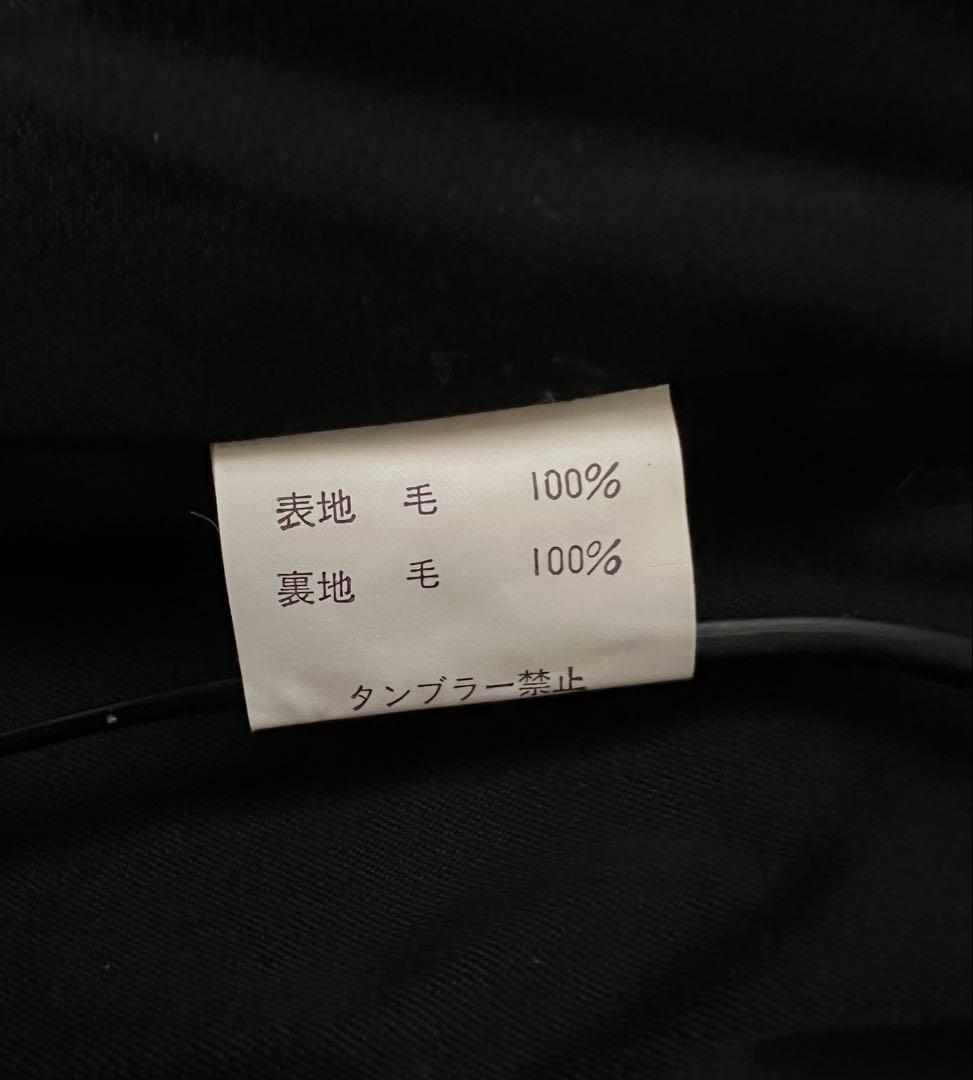 表地 毛 100%
裏地 毛 100%
タンブラー禁止